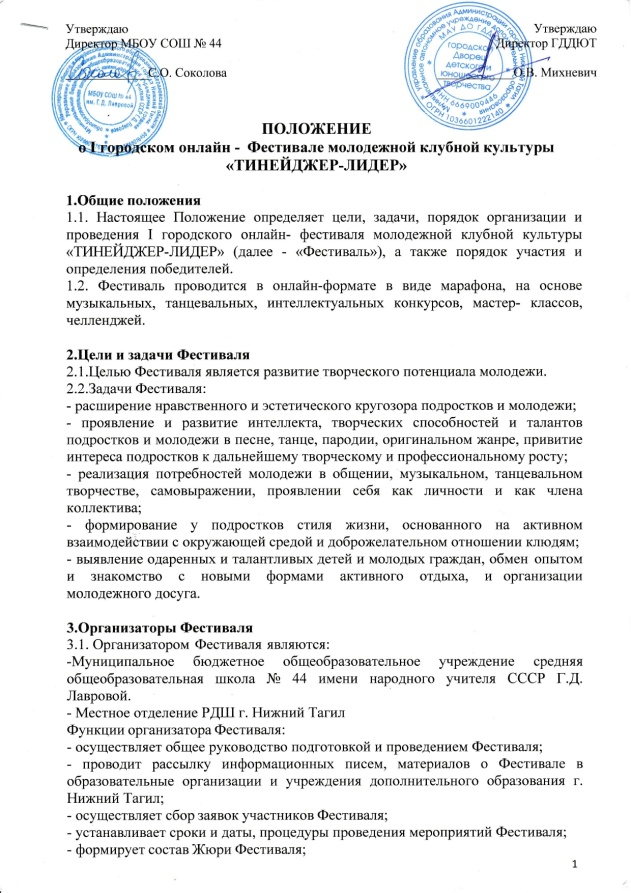 Утверждаю
Директор МБОУ СОШ № 44
С.О. Соколова
Утверждаю
Директор ГДДЮТ
О.В. Михневич
МБОУ СОШ № 44
им. Г. Д. Лавровой
МАУ ДО ГДДЮТ
городской
Дворец
детского и
юношеского
творчества
ИНН 6669009446
ОГРН 1036601222140
ПОЛОЖЕНИЕ
о I городском онлайн - Фестивале молодежной клубной культуры
«ТИНЕЙДЖЕР-ЛИДЕР»
1.Общие положения
1.1. Настоящее Положение определяет цели, задачи, порядок организации и
проведения I городского онлайн- фестиваля молодежной клубной культуры
«ТИНЕЙДЖЕР-ЛИДЕР» (далее - «Фестиваль»), а также порядок участия и
определения победителей.
1.2. Фестиваль проводится в онлайн-формате в виде марафона, на основе
музыкальных, танцевальных, интеллектуальных конкурсов, мастер- классов,
челленджей.
2.Цели и задачи Фестиваля
2.1.Целью Фестиваля является развитие творческого потенциала молодежи.
2.2.Задачи Фестиваля:
- расширение нравственного и эстетического кругозора подростков и молодежи;
- проявление и развитие интеллекта, творческих способностей и талантов
подростков и молодежи в песне, танце, пародии, оригинальном жанре, привитие
интереса подростков к дальнейшему творческому и профессиональному росту;
- реализация потребностей молодежи в общении, музыкальном, танцевальном
творчестве, самовыражении, проявлении себя как личности и как члена
коллектива;
- формирование у подростков стиля жизни, основанного на активном
взаимодействии с окружающей средой и доброжелательном отношении клюдям;
- выявление одаренных и талантливых детей и молодых граждан, обмен опытом
и знакомство с новыми формами активного отдыха, и организации
молодежного досуга.
3.Организаторы Фестиваля
3.1. Организатором Фестиваля являются:
-Муниципальное бюджетное общеобразовательное учреждение средняя
общеобразовательная школа № 44 имени народного учителя СССР Г.Д.
Лавровой.
- Местное отделение РДШ г. Нижний Тагил
Функции организатора Фестиваля:
- осуществляет общее руководство подготовкой и проведением Фестиваля;
- проводит рассылку информационных писем, материалов о Фестивале в
образовательные организации и учреждения дополнительного образования г.
Нижний Тагил;
- осуществляет сбор заявок участников Фестиваля;
- устанавливает сроки и даты, процедуры проведения мероприятий Фестиваля;
- формирует состав Жюри Фестиваля;
1